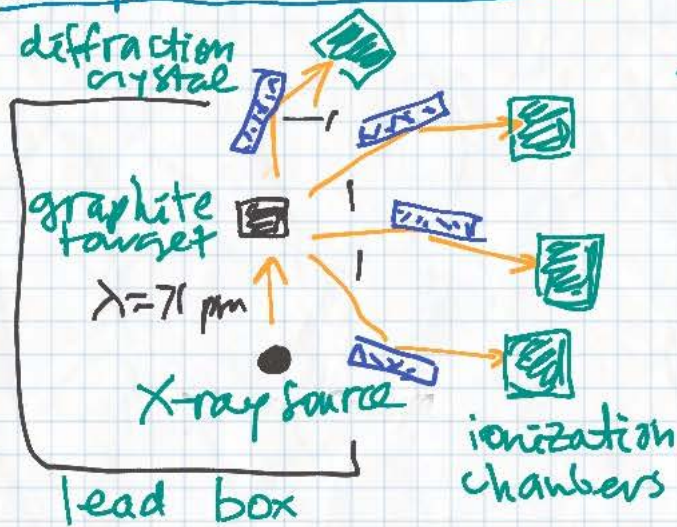 diffraction
crystal
graphite
target
λ=71 pm
X-ray source
ionization
chambers
lead box